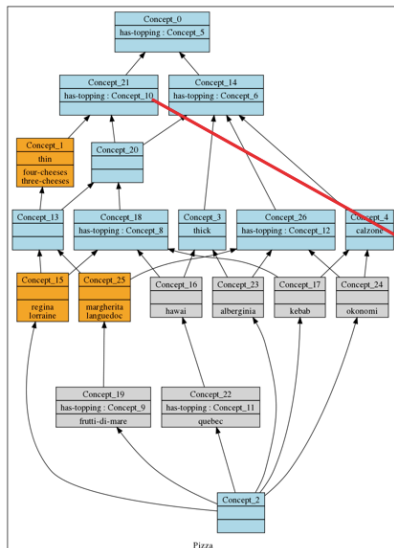 Concept_0
has-topping : Concept_5
Concept_21
has-topping : Concept_10
Concept_14
has-topping : Concept_6
Concept_1
thin
four-cheeses
three-cheeses
Concept_20
Concept_13
Concept_18
has-topping : Concept_8
Concept_3
thick
Concept_26
has-topping : Concept_12
Concept_4
calzone
Concept_15
regina
lorraine
Concept_25
margherita
languedoc
Concept_16
hawai
Concept_23
alberginia
Concept_17
kebab
Concept_24
okonomi
Concept_19
has-topping : Concept_9
frutti-di-mare
Concept_22
has-topping : Concept_11
quebec
Concept_2
Pizza